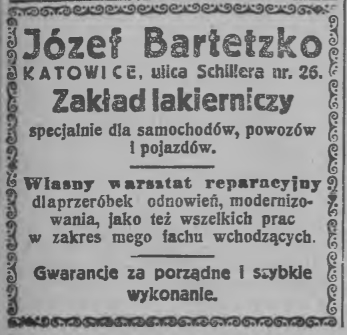 Józef Bartetzko
KATOWICE, ulica Schillera nr. 26.
Zakład lakierniczy
specjalnie dla samochodów, powozów
i pojazdów.
Własny warsztat reparacyjny
dlaprzeróbek odnowień, modernizo-
wania, jako też wszelkich prac
w zakres mego fachu wchodzących.
Gwarancje za porządne i szybkie
wykonanie.